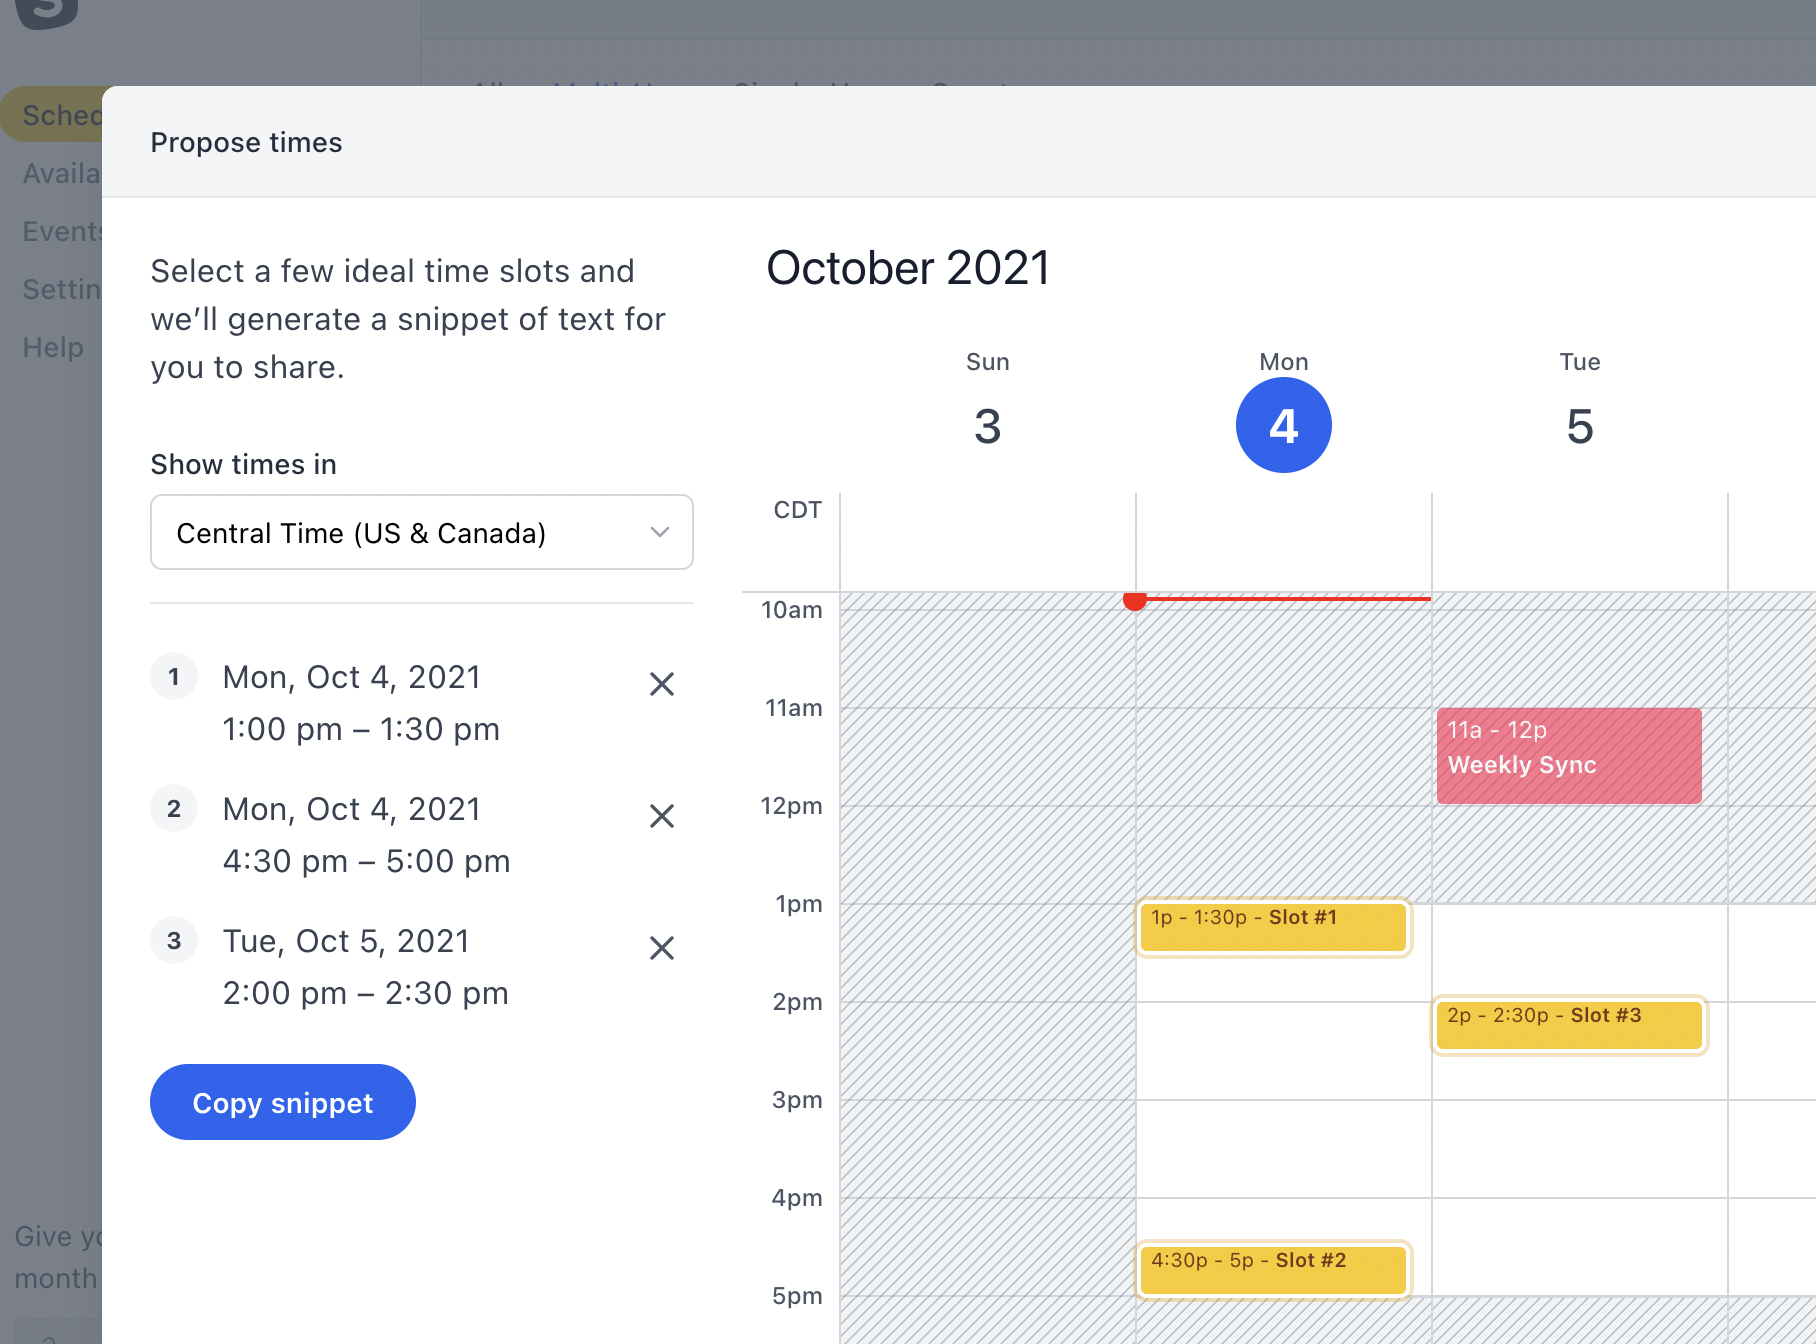 Sched
Availa
Events
Settin
Help
Propose times
Select a few ideal time slots and
we’ll generate a snippet of text for
you to share.
Show times in
Central Time (US & Canada)
1
Mon, Oct 4, 2021
1:00 pm – 1:30 pm
2
Mon, Oct 4, 2021
4:30 pm – 5:00 pm
3
Tue, Oct 5, 2021
2:00 pm – 2:30 pm
Copy snippet
October 2021
Sun Mon Tue
3 4 5
CDT
10am
11am
11a - 12p
Weekly Sync
12pm
1pm
1p - 1:30p - Slot #1
2pm
2p - 2:30p - Slot #3
3pm
4pm
4:30p - 5p - Slot #2
5pm
Give yo
month